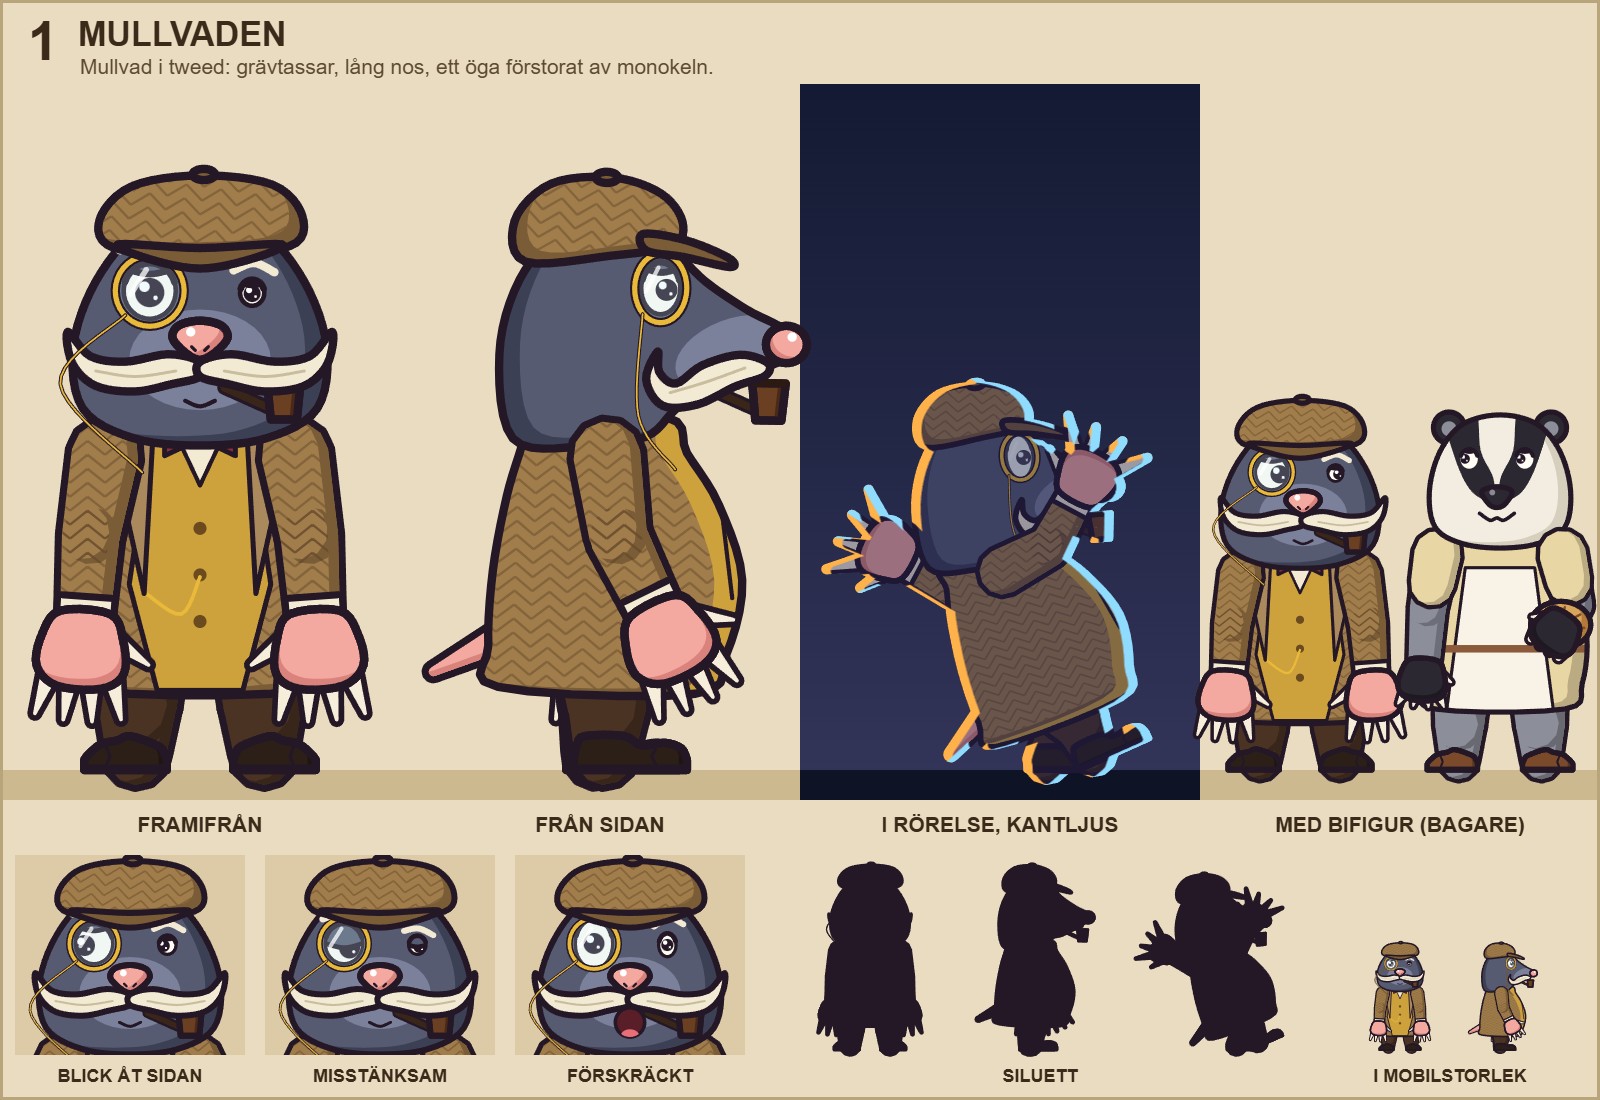 1 MULLVADEN
Mullvad i tweed: grävtassar, lång nos, ett öga förstorat av monokeln.
FRAMIFRÅN
FRÅN SIDAN
I RÖRELSE, KANTLJUS
MED BIFIGUR (BAGARE)
BLICK ÅT SIDAN
MISSTÄNKSAM
FÖRSKRÄCKT
SILUETT
I MOBILSTORLEK